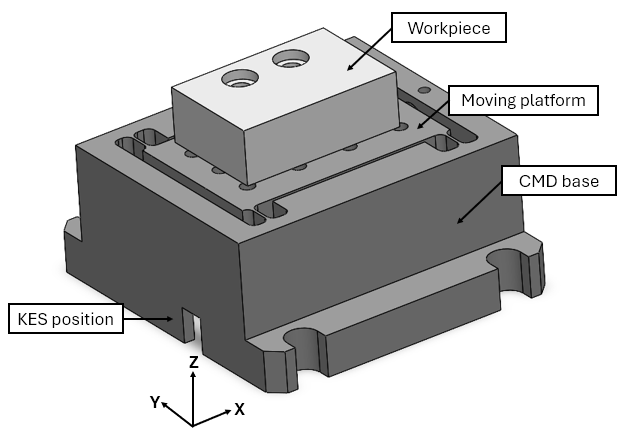 Workpiece
Moving platform
CMD base
KES position
Z
Y
X